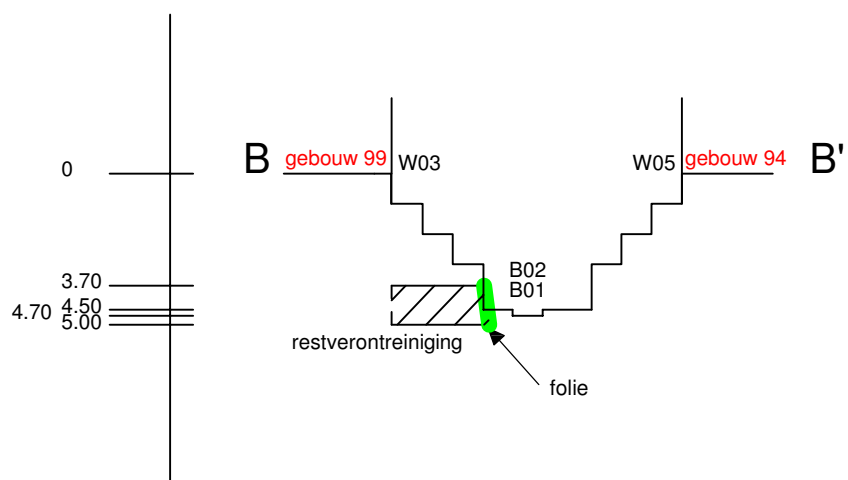 0
3.70
4.50
4.70
5.00
B
gebouw 99
W03
W05
gebouw 94
B'
B02
B01
restverontreiniging
folie